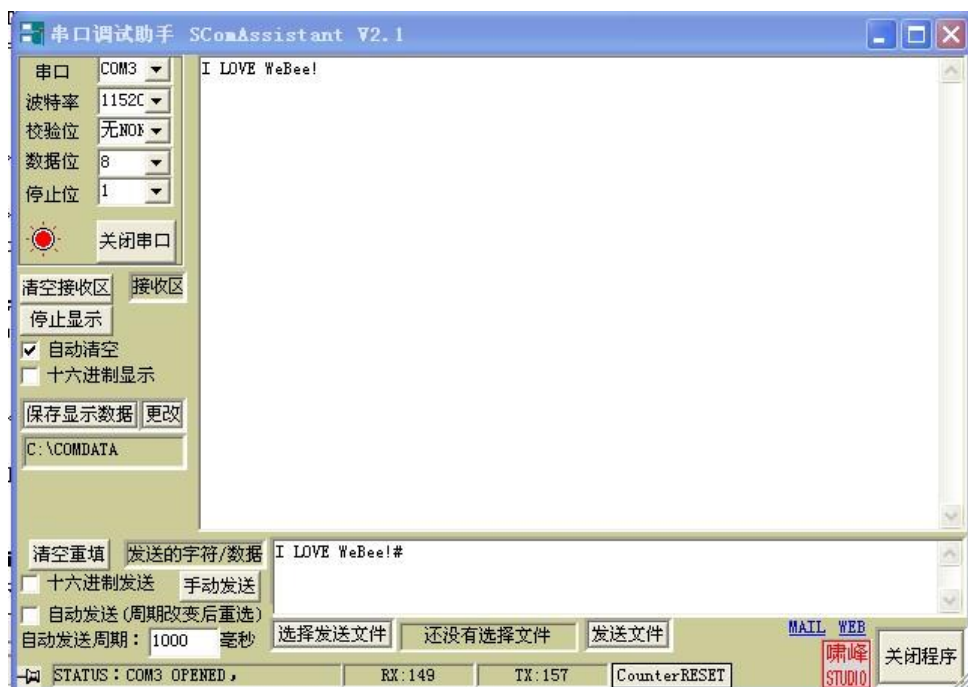 串口调试助手 SComAssistant V2.1
串口 COM3
I LOVE WeBee!
波特率 11520
校验位 无NON
数据位 8
停止位 1
关闭串口
清空接收区 接收区
停止显示
自动清空
十六进制显示
保存显示数据 更改
C:\COMDATA
清空重填 发送的字符/数据 I LOVE WeBee!#
十六进制发送 手动发送
自动发送(周期改变后重选)
自动发送周期: 1000 毫秒 选择发送文件 还没有选择文件 发送文件
MAIL WEB
啸峰
STUDIO
关闭程序
STATUS:COM3 OPENED, RX:149 TX:157 CounterRESET